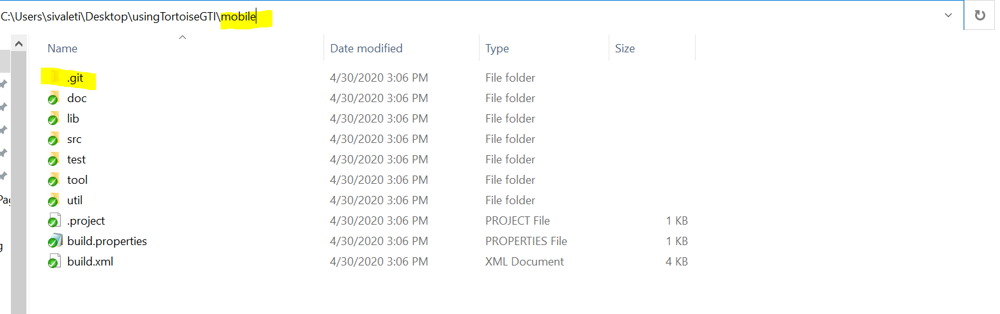 C:\Users\sivaleti\Desktop\usingTortoiseGTI\mobile
Name Date modified Type Size
.git 4/30/2020 3:06 PM File folder
doc 4/30/2020 3:06 PM File folder
lib 4/30/2020 3:06 PM File folder
src 4/30/2020 3:06 PM File folder
test 4/30/2020 3:06 PM File folder
tool 4/30/2020 3:06 PM File folder
util 4/30/2020 3:06 PM File folder
.project 4/30/2020 3:06 PM PROJECT File 1 KB
build.properties 4/30/2020 3:06 PM PROPERTIES File 1 KB
build.xml 4/30/2020 3:06 PM XML Document 4 KB